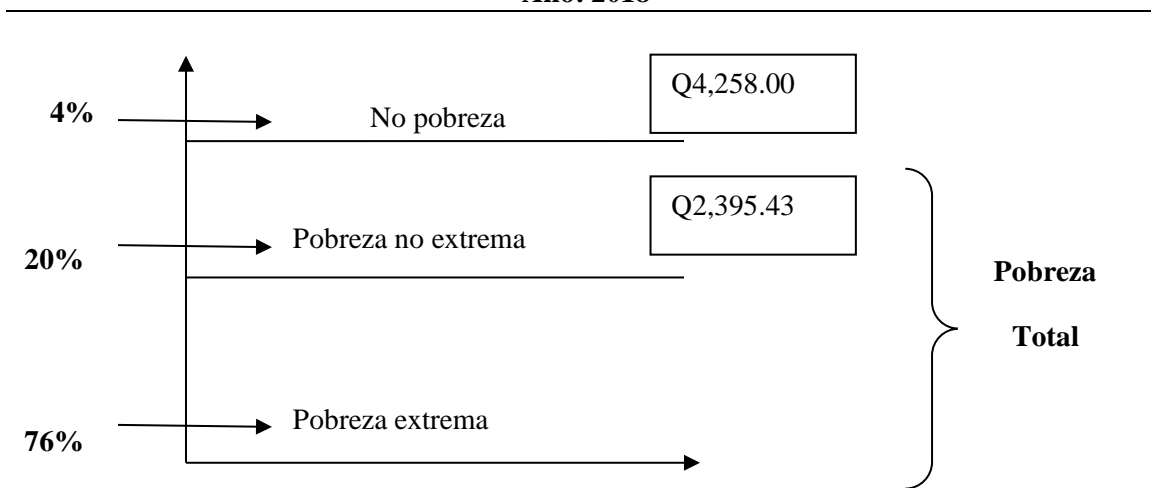 Q4,258.00
4%
No pobreza
Q2,395.43
Pobreza no extrema
20%
Pobreza
Total
Pobreza extrema
76%